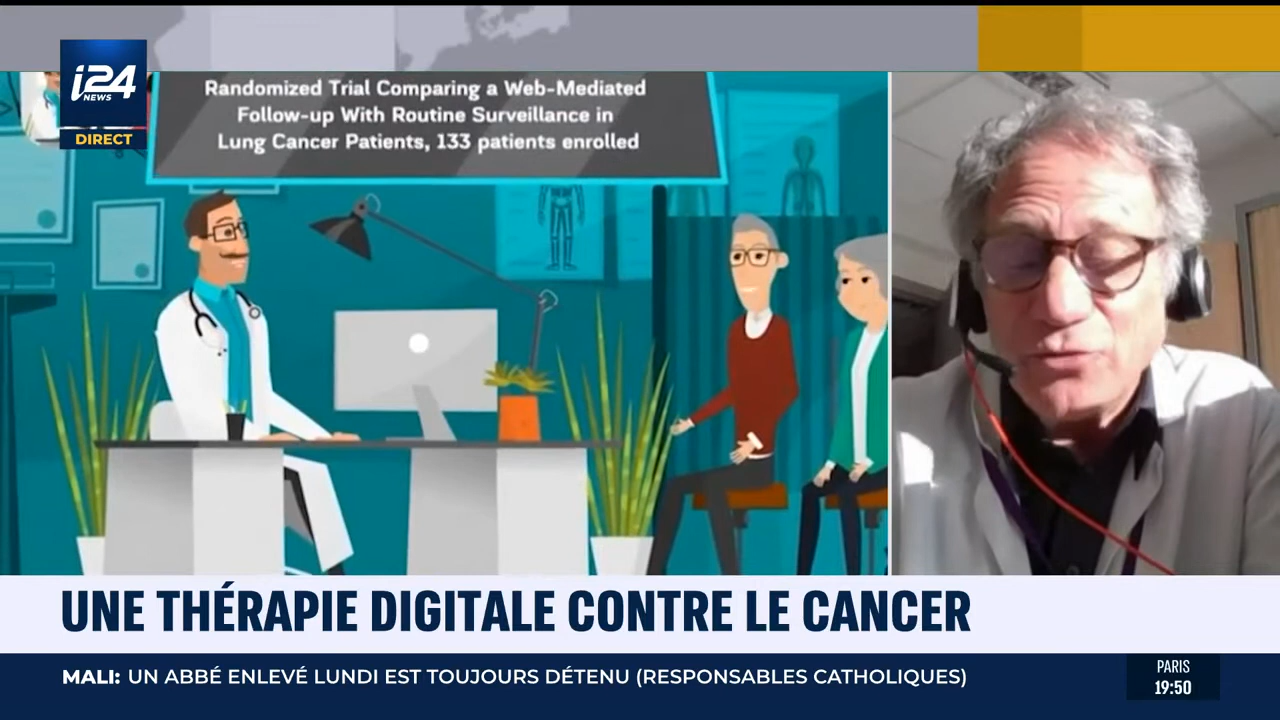 i24
NEWS
DIRECT
Randomized Trial Comparing a Web-Mediated
Follow-up With Routine Surveillance in
Lung Cancer Patients, 133 patients enrolled
UNE THÉRAPIE DIGITALE CONTRE LE CANCER
MALI: UN ABBÉ ENLEVÉ LUNDI EST TOUJOURS DÉTENU (RESPONSABLES CATHOLIQUES)
PARIS
19:50